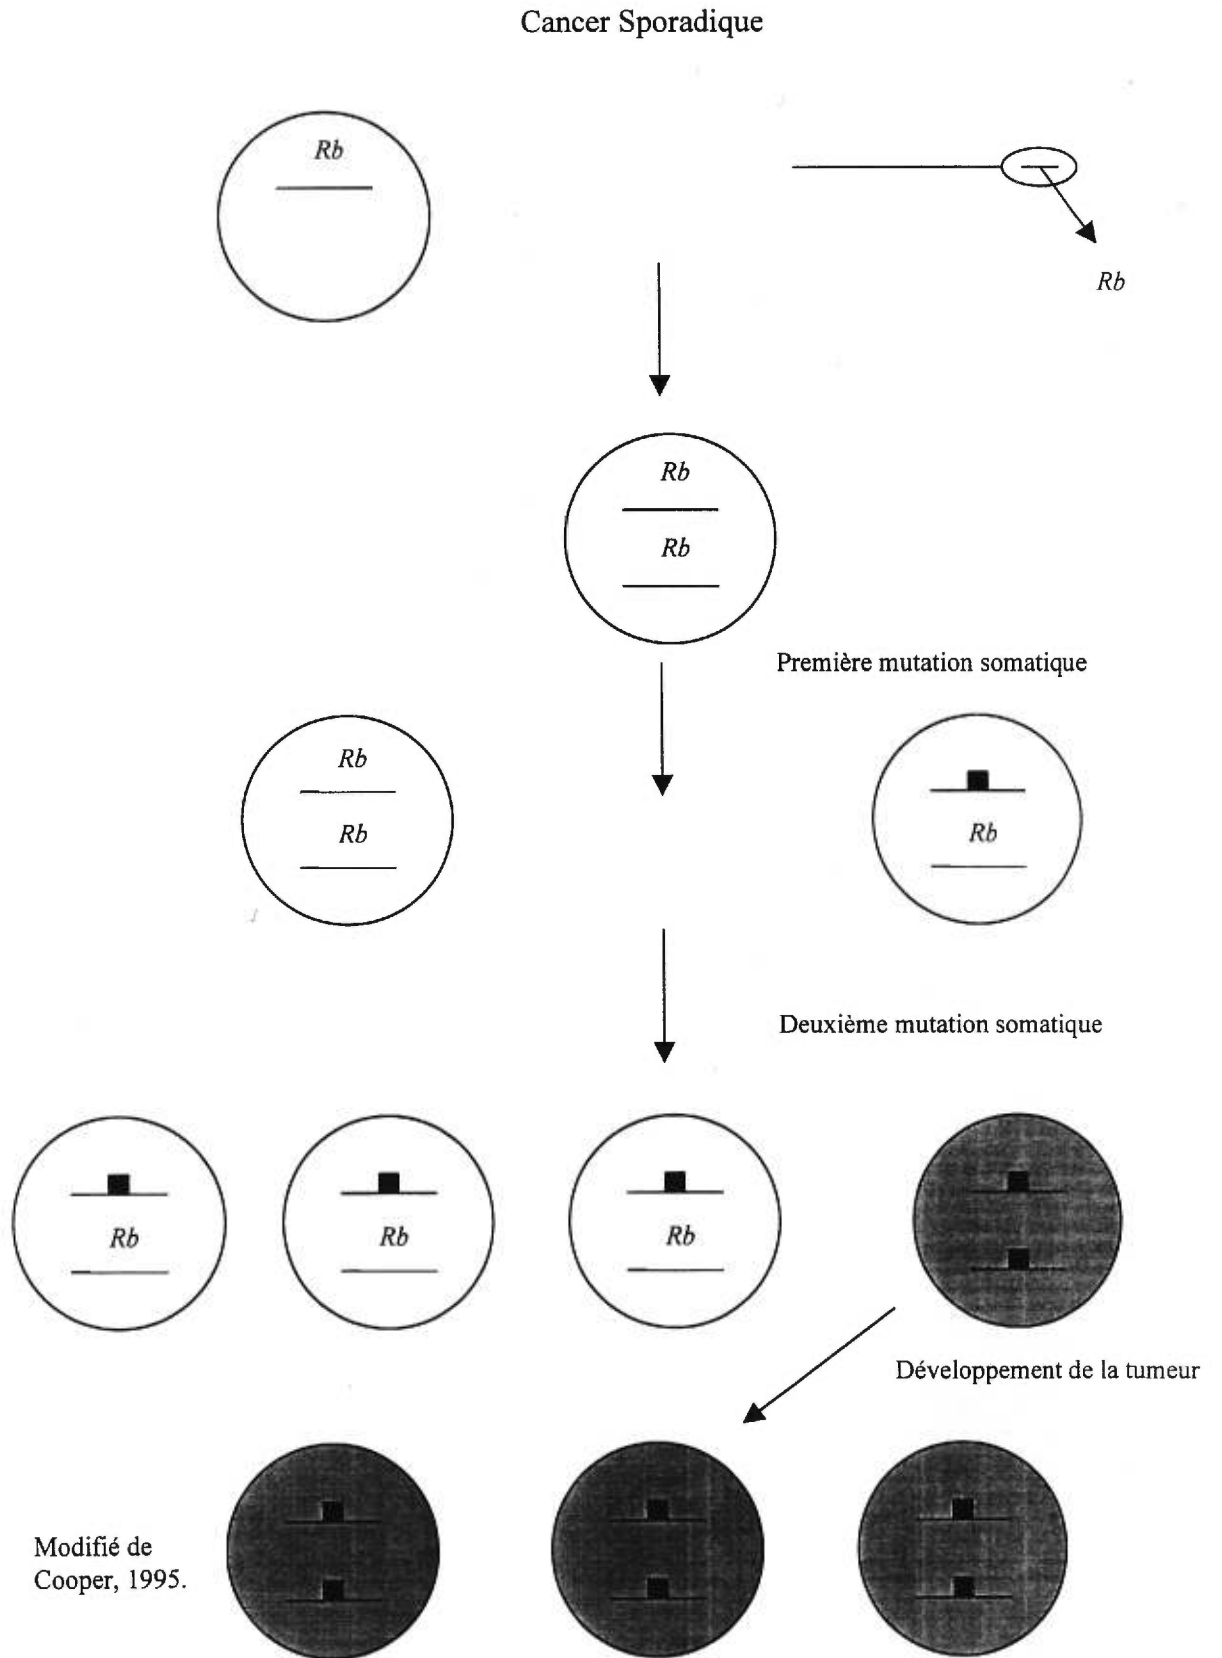 Cancer Sporadique
Rb
Rb
Rb
Rb
Première mutation somatique
Rb
Rb
Rb
Deuxième mutation somatique
Rb
Rb
Rb
Développement de la tumeur
Modifié de
Cooper, 1995.